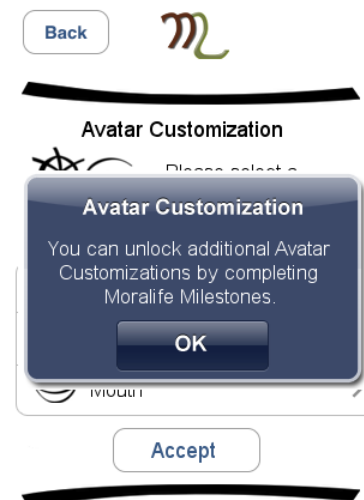 Back
Avatar Customization
Please select a
Avatar Customization
You can unlock additional Avatar
Customizations by completing
Moralife Milestones.
OK
Mouth
Accept